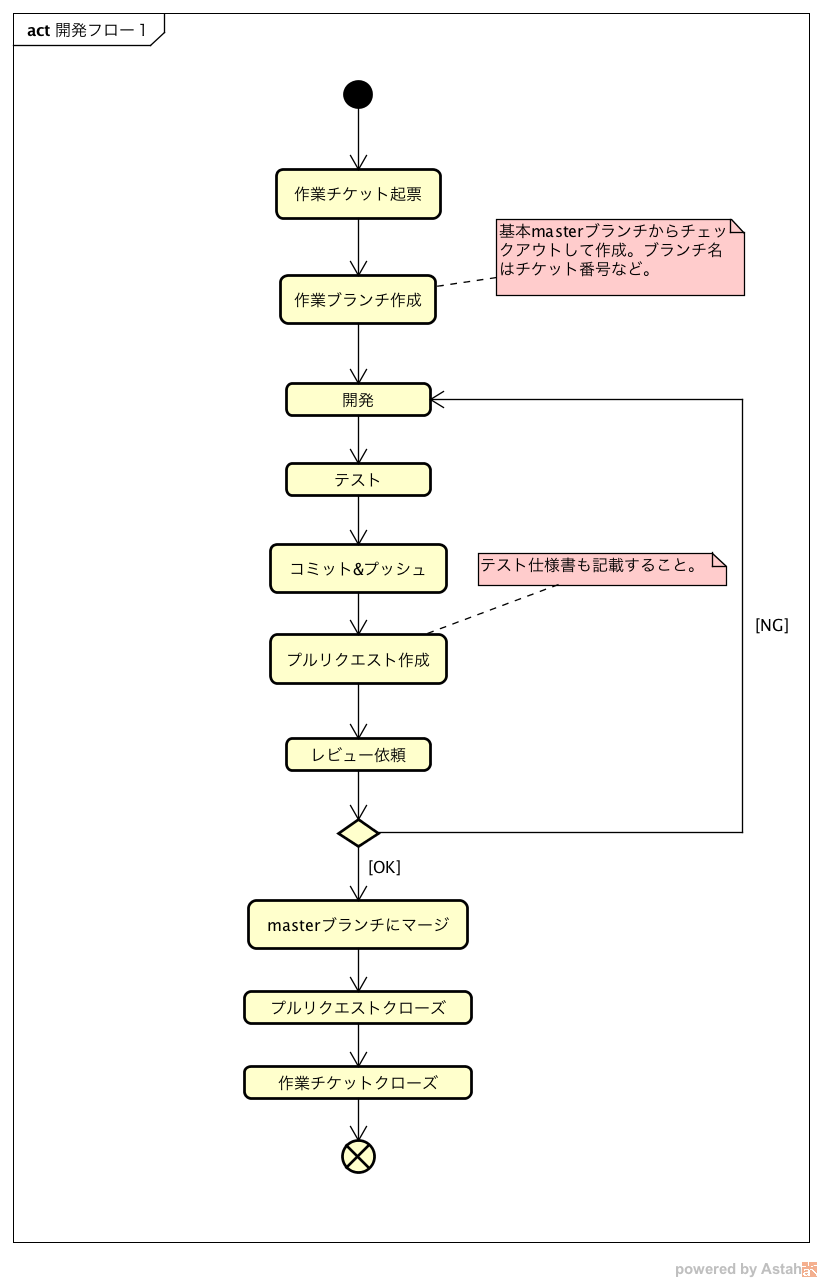 act 開発フロー1
作業チケット起票
基本masterブランチからチェッ
クアウトして作成。ブランチ名
はチケット番号など。
作業ブランチ作成
開発
テスト
コミット&プッシュ
テスト仕様書も記載すること。
[NG]
プルリクエスト作成
レビュー依頼
[OK]
masterブランチにマージ
プルリクエストクローズ
作業チケットクローズ
powered by Astah